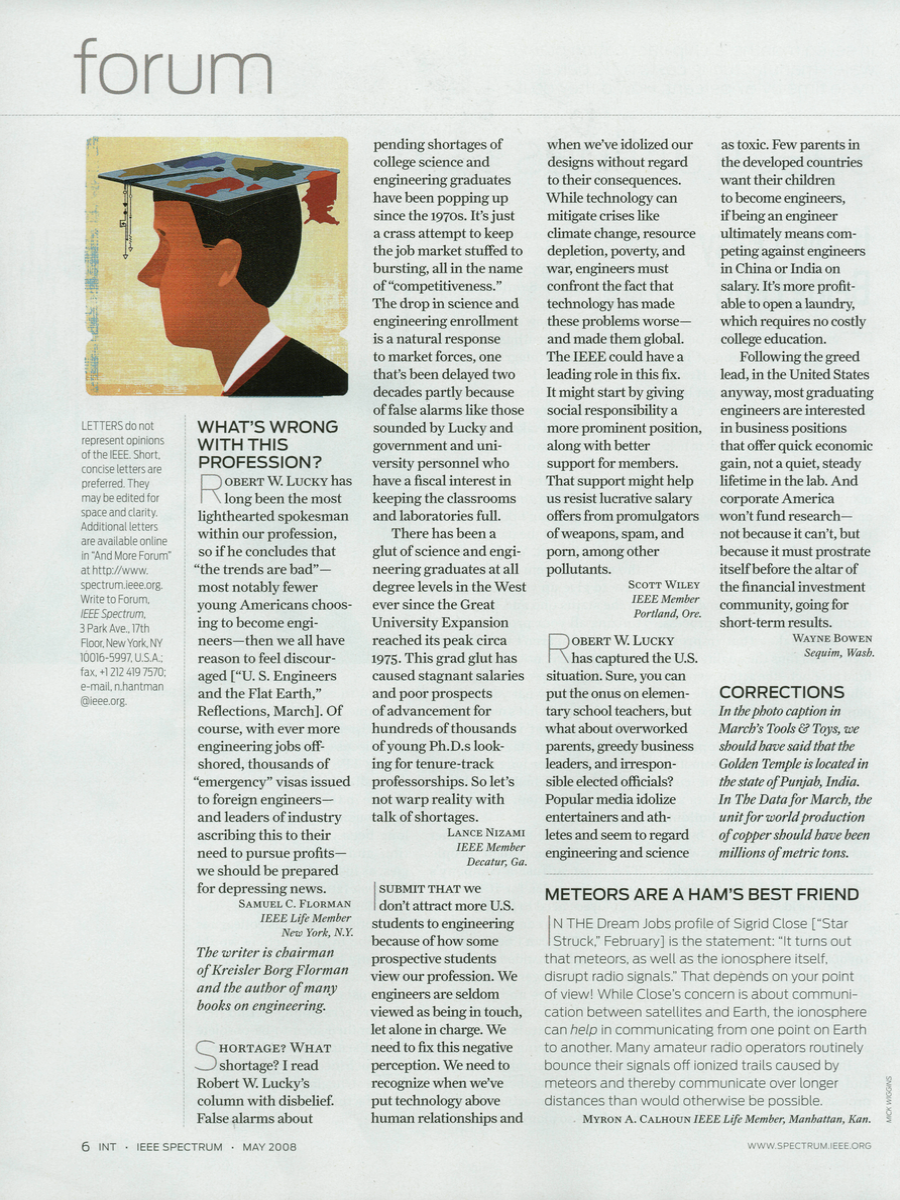 forum
LETTERS do not
represent opinions
of the IEEE. Short,
concise letters are
preferred. They
may be edited for
space and clarity.
Additional letters
are available online
in "And More Forum"
at http://www.
spectrum.ieee.org.
Write to Forum,
IEEE Spectrum,
3 Park Ave., 17th
Floor, New York, NY
10016-5997, U.S.A.;
fax, +1 212 419 7570;
e-mail, n.hantman
@ieee.org.
WHAT'S WRONG
WITH THIS
PROFESSION?
ROBERT W. LUCKY has
long been the most
lighthearted spokesman
within our profession,
so if he concludes that
“the trends are bad”—
most notably fewer
young Americans choos-
ing to become engi-
neers—then we all have
reason to feel discour-
aged [“U. S. Engineers
and the Flat Earth,”
Reflections, March]. Of
course, with ever more
engineering jobs off-
shored, thousands of
“emergency” visas issued
to foreign engineers—
and leaders of industry
ascribing this to their
need to pursue profits—
we should be prepared
for depressing news.
SAMUEL C. FLORMAN
IEEE Life Member
New York, N.Y.
The writer is chairman
of Kreisler Borg Florman
and the author of many
books on engineering.
SHORTAGE? WHAT
shortage? I read
Robert W. Lucky's
column with disbelief.
False alarms about
pending shortages of
college science and
engineering graduates
have been popping up
since the 1970s. It's just
a crass attempt to keep
the job market stuffed to
bursting, all in the name
of “competitiveness.”
The drop in science and
engineering enrollment
is a natural response
to market forces, one
that's been delayed two
decades partly because
of false alarms like those
sounded by Lucky and
government and uni-
versity personnel who
have a fiscal interest in
keeping the classrooms
and laboratories full.
There has been a
glut of science and engi-
neering graduates at all
degree levels in the West
ever since the Great
University Expansion
reached its peak circa
1975. This grad glut has
caused stagnant salaries
and poor prospects
of advancement for
hundreds of thousands
of young Ph.D.s look-
ing for tenure-track
professorships. So let's
not warp reality with
talk of shortages.
LANCE NIZAMI
IEEE Member
Decatur, Ga.
I SUBMIT THAT we
don't attract more U.S.
students to engineering
because of how some
prospective students
view our profession. We
engineers are seldom
viewed as being in touch,
let alone in charge. We
need to fix this negative
perception. We need to
recognize when we've
put technology above
human relationships and
when we've idolized our
designs without regard
to their consequences.
While technology can
mitigate crises like
climate change, resource
depletion, poverty, and
war, engineers must
confront the fact that
technology has made
these problems worse—
and made them global.
The IEEE could have a
leading role in this fix.
It might start by giving
social responsibility a
more prominent position,
along with better
support for members.
That support might help
us resist lucrative salary
offers from promulgators
of weapons, spam, and
porn, among other
pollutants.
SCOTT WILEY
IEEE Member
Portland, Ore.
ROBERT W. LUCKY
has captured the U.S.
situation. Sure, you can
put the onus on elemen-
tary school teachers, but
what about overworked
parents, greedy business
leaders, and irrespon-
sible elected officials?
Popular media idolize
entertainers and ath-
letes and seem to regard
engineering and science
as toxic. Few parents in
the developed countries
want their children
to become engineers,
if being an engineer
ultimately means com-
peting against engineers
in China or India on
salary. It's more profit-
able to open a laundry,
which requires no costly
college education.
Following the greed
lead, in the United States
anyway, most graduating
engineers are interested
in business positions
that offer quick economic
gain, not a quiet, steady
lifetime in the lab. And
corporate America
won't fund research—
not because it can't, but
because it must prostrate
itself before the altar of
the financial investment
community, going for
short-term results.
WAYNE BOWEN
Sequim, Wash.
CORRECTIONS
In the photo caption in
March's Tools & Toys, we
should have said that the
Golden Temple is located in
the state of Punjab, India.
In The Data for March, the
unit for world production
of copper should have been
millions of metric tons.
METEORS ARE A HAM'S BEST FRIEND
IN THE Dream Jobs profile of Sigrid Close [“Star
Struck,” February] is the statement: “It turns out
that meteors, as well as the ionosphere itself,
disrupt radio signals.” That depends on your point
of view! While Close's concern is about communi-
cation between satellites and Earth, the ionosphere
can help in communicating from one point on Earth
to another. Many amateur radio operators routinely
bounce their signals off ionized trails caused by
meteors and thereby communicate over longer
distances than would otherwise be possible.
MYRON A. CALHOUN IEEE Life Member, Manhattan, Kan.
MICK WIGGINS
6 INT · IEEE SPECTRUM · MAY 2008
WWW.SPECTRUM.IEEE.ORG